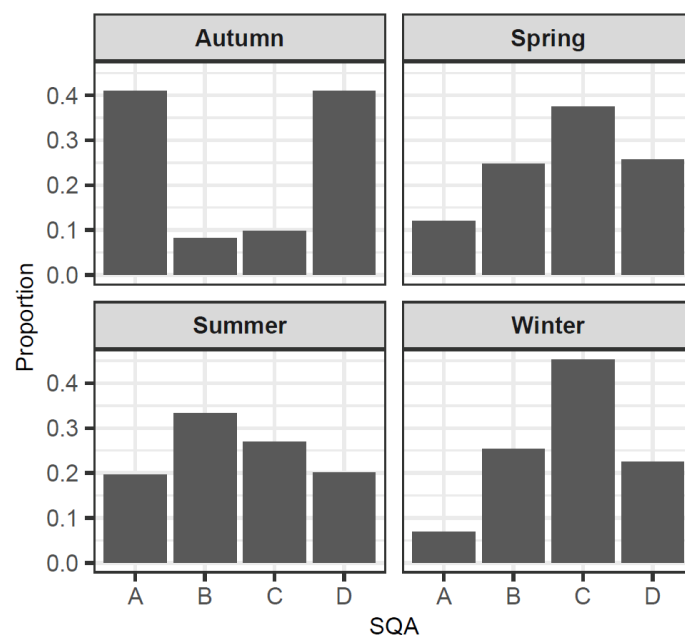 Autumn
Spring
0.4
0.3
0.2
0.1
0.0
Proportion
Summer
Winter
0.4
0.3
0.2
0.1
0.0
A B C D
A B C D
SQA